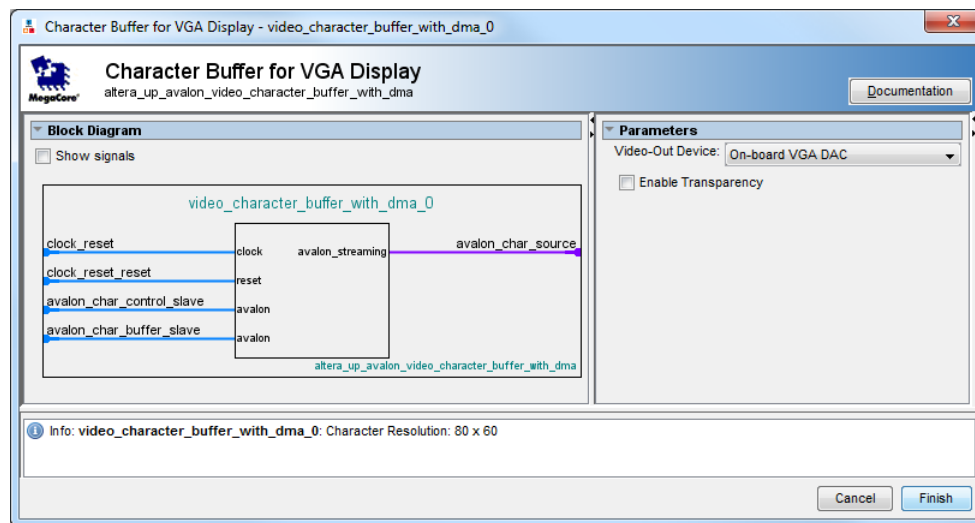 Character Buffer for VGA Display - video_character_buffer_with_dma_0
x
MegaCore®
Character Buffer for VGA Display
altera_up_avalon_video_character_buffer_with_dma
Documentation
Block Diagram
Show signals
video_character_buffer_with_dma_0
clock_reset
clock
avalon_streaming
avalon_char_source
clock_reset_reset
reset
avalon_char_control_slave
avalon
avalon_char_buffer_slave
avalon
altera_up_avalon_video_character_buffer_with_dma
Parameters
Video-Out Device: On-board VGA DAC
Enable Transparency
Info: video_character_buffer_with_dma_0: Character Resolution: 80 x 60
Cancel
Finish